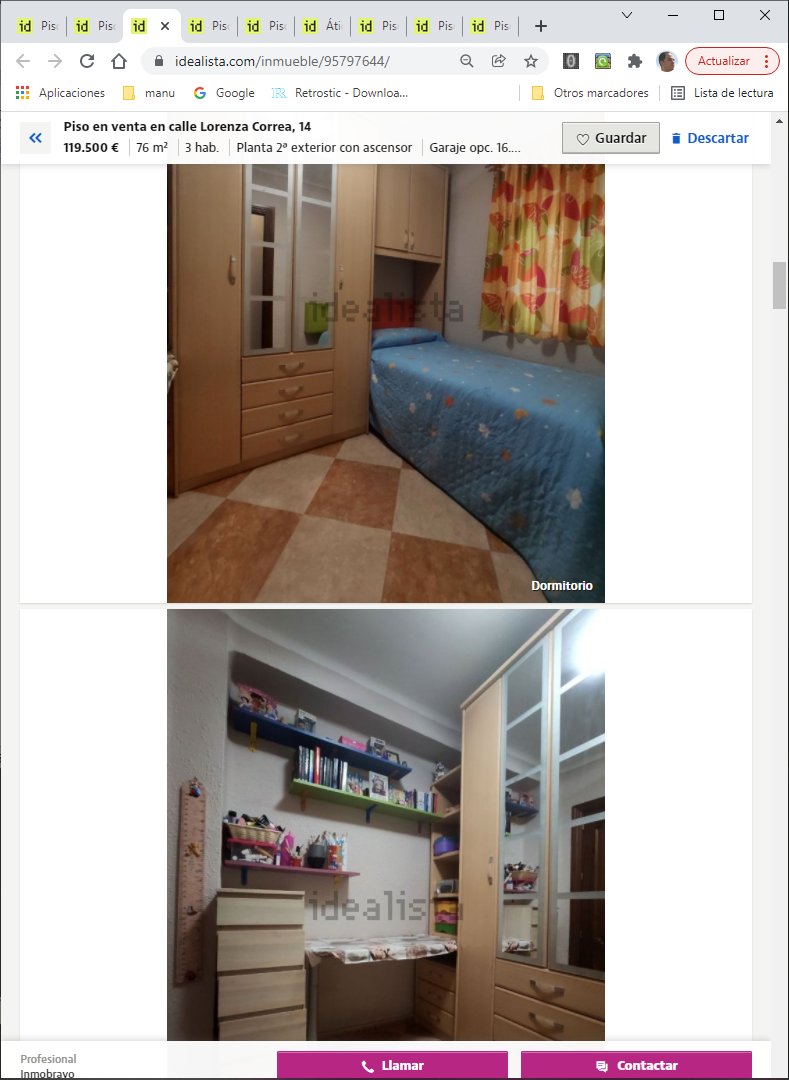 id Pis
id Pis
id
id Pis
id Pis
id Áti
id Pis
id Pis
id Pis
idealista.com/inmueble/95797644/
Actualizar
Aplicaciones
manu
Google
Retrostic - Downloa...
Otros marcadores
Lista de lectura
Piso en venta en calle Lorenza Correa, 14
119.500 € 76 m² 3 hab. Planta 2ª exterior con ascensor Garaje opc. 16....
Guardar
Descartar
idealista
Dormitorio
idealista
Profesional
Inmobravo
Llamar
Contactar